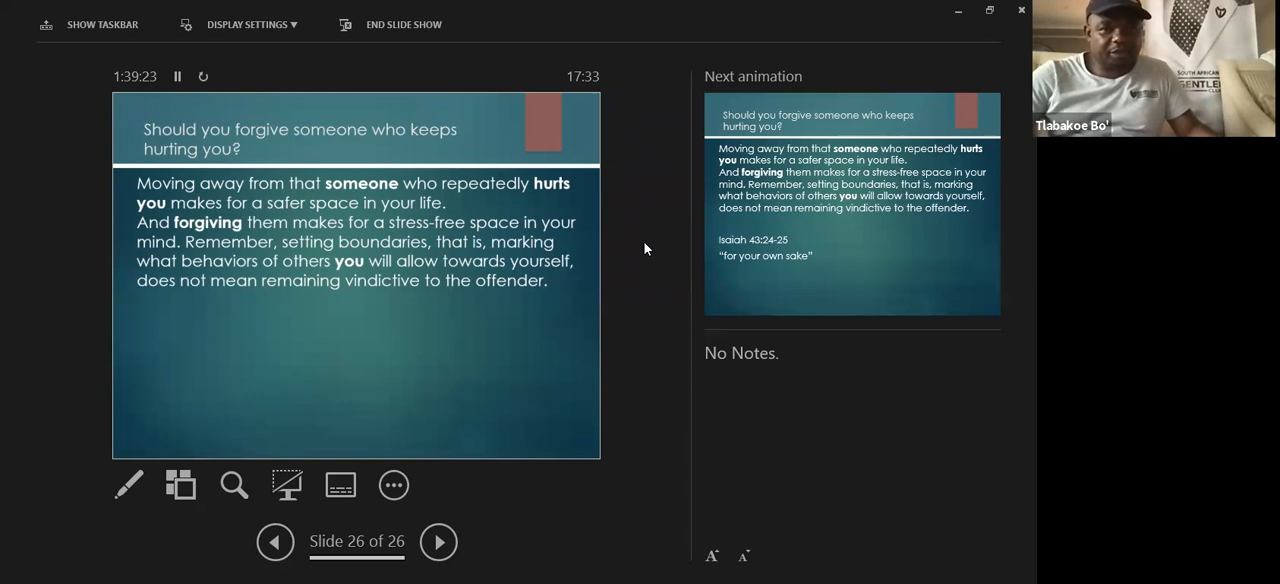 SHOW TASKBAR
DISPLAY SETTINGS ▼
END SLIDE SHOW
1:39:23
17:33
Should you forgive someone who keeps
hurting you?
Moving away from that someone who repeatedly hurts
you makes for a safer space in your life.
And forgiving them makes for a stress-free space in your
mind. Remember, setting boundaries, that is, marking
what behaviors of others you will allow towards yourself,
does not mean remaining vindictive to the offender.
Slide 26 of 26
Next animation
Should you forgive someone who keeps
hurting you?
Moving away from that someone who repeatedly hurts
you makes for a safer space in your life.
And forgiving them makes for a stress-free space in your
mind. Remember, setting boundaries, that is, marking
what behaviors of others you will allow towards yourself,
does not mean remaining vindictive to the offender.
Isaiah 43:24-25
"for your own sake"
No Notes.
A A
SOUTH AFRICAN
GENTLE
CLU
Tlabakoe Bo'